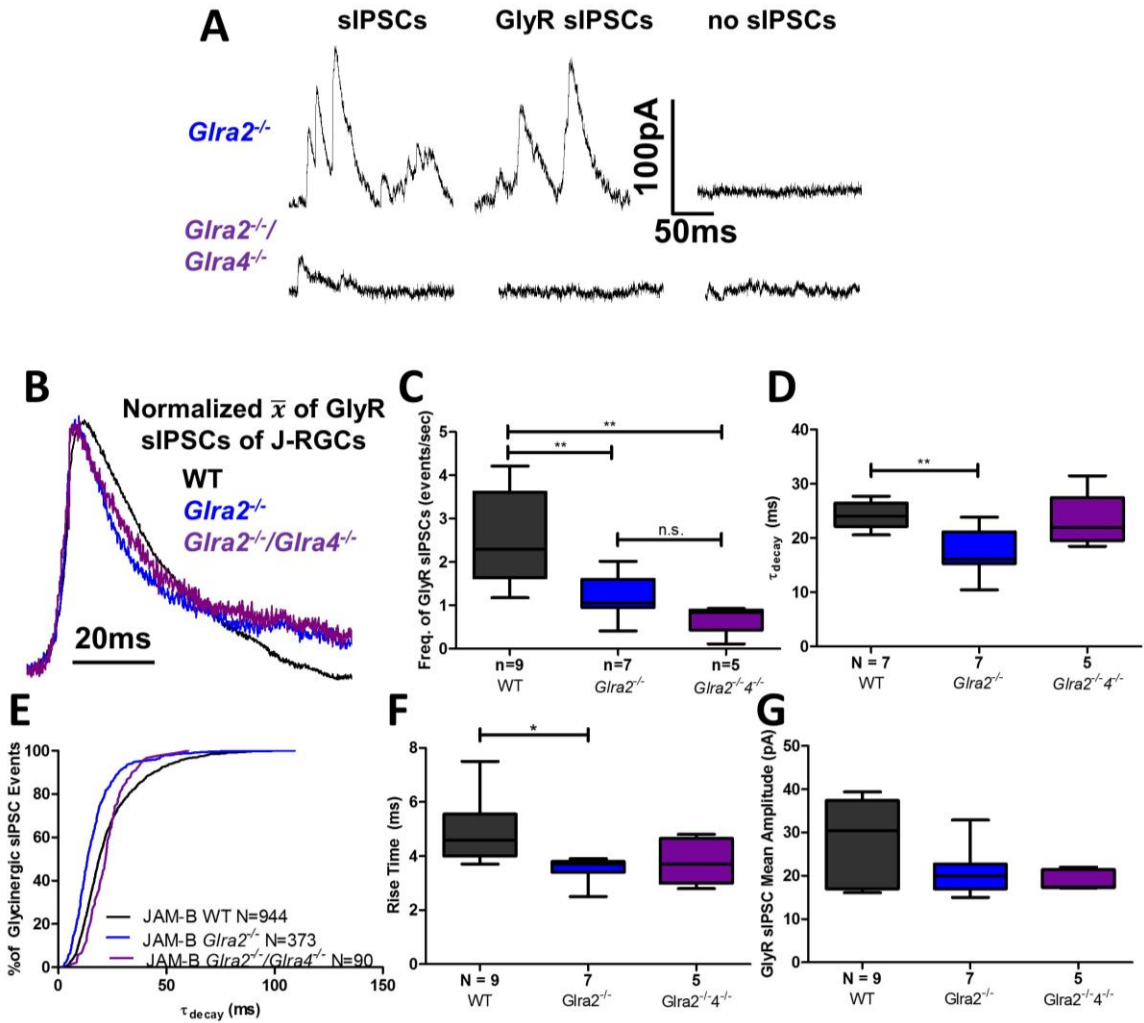 A
sIPSCs GlyR sIPSCs no sIPSCs
Glra2-/-
100pA
50ms
Glra2-/-/
Glra4-/-
B
Normalized x̅ of GlyR
sIPSCs of J-RGCs
WT
Glra2-/-
Glra2-/-/Glra4-/-
20ms
C
Freq. of GlyR sIPSCs (events/sec)
5
4
3
2
1
0
**
**
n.s.
n=9 n=7 n=5
WT Glra2-/- Glra2-/-4-/-
D
τdecay (ms)
40
30
20
10
0
**
N = 7 7 5
WT Glra2-/- Glra2-/-4-/-
E
%of Glycinergic sIPSC Events
100
80
60
40
20
0
JAM-B WT N=944
JAM-B Glra2-/- N=373
JAM-B Glra2-/-/Glra4-/- N=90
0 50 100 150
τdecay (ms)
F
Rise Time (ms)
10
8
6
4
2
0
*
N = 9 7 5
WT Glra2-/- Glra2-/-4-/-
G
GlyR sIPSC Mean Amplitude (pA)
50
40
30
20
10
0
N = 9 7 5
WT Glra2-/- Glra2-/-4-/-